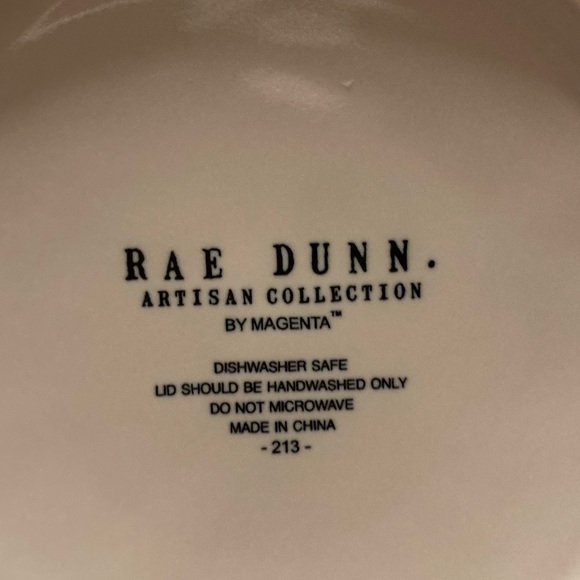 RAE DUNN.
ARTISAN COLLECTION
BY MAGENTA™
DISHWASHER SAFE
LID SHOULD BE HANDWASHED ONLY
DO NOT MICROWAVE
MADE IN CHINA
- 213 -